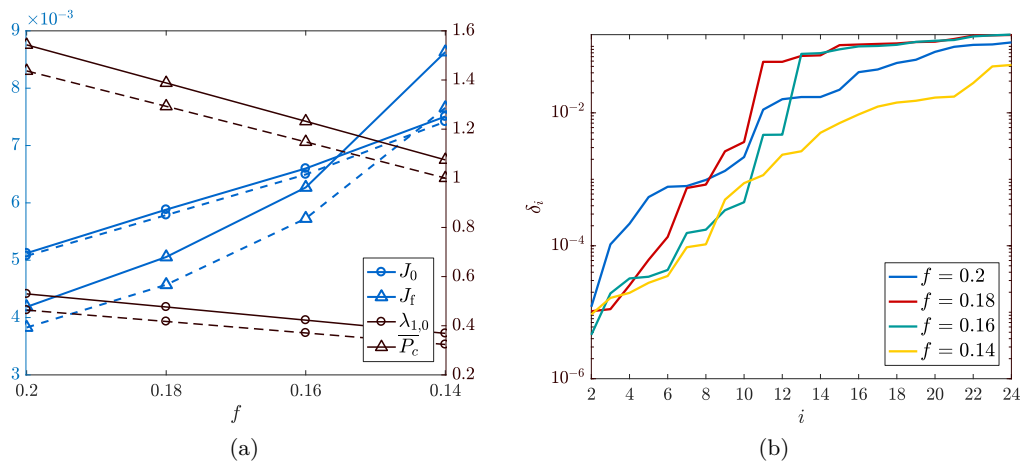 ×10⁻³
9
8
7
6
5
4
3
1.6
1.4
1.2
1
0.8
0.6
0.4
0.2
0.2
0.18
0.16
0.14
f
J₀
J_f
λ₁,₀
P̅_c
(a)
10⁻²
10⁻⁴
10⁻⁶
δᵢ
2
4
6
8
10
12
14
16
18
20
22
24
i
f = 0.2
f = 0.18
f = 0.16
f = 0.14
(b)